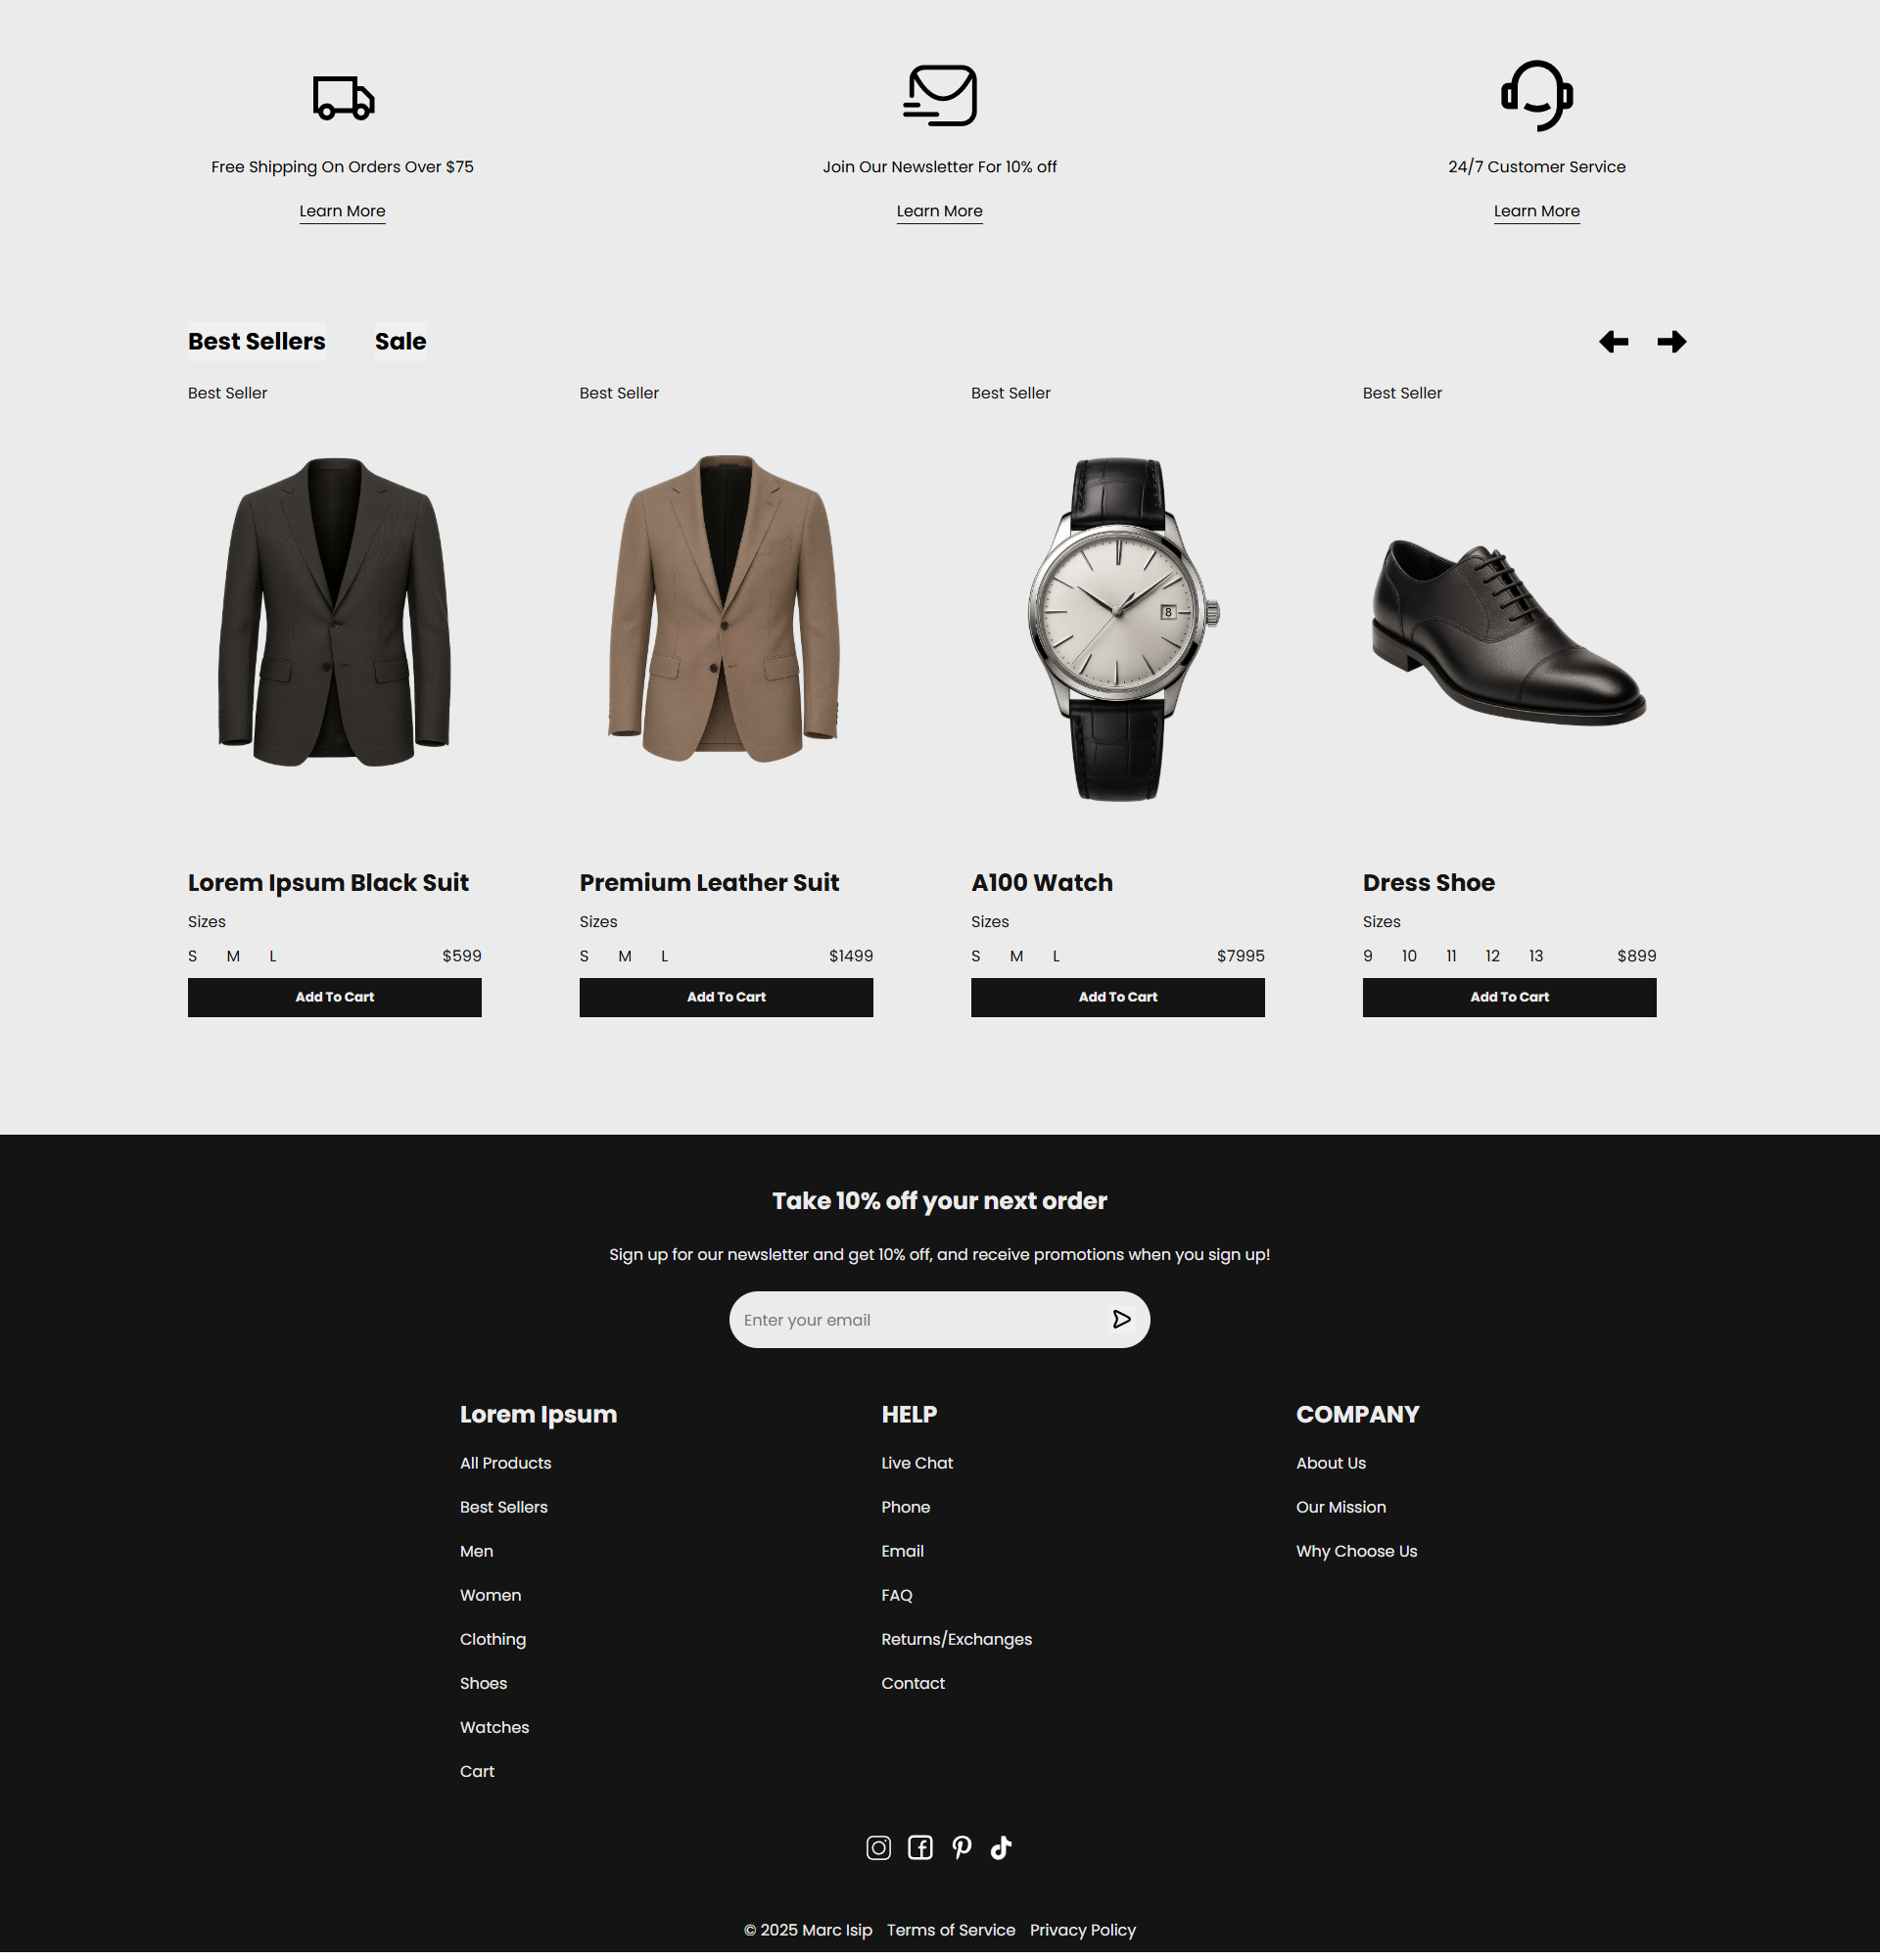 Free Shipping On Orders Over $75
Join Our Newsletter For 10% off
24/7 Customer Service
Learn More
Learn More
Learn More
Best Sellers
Sale
Best Seller
Best Seller
Best Seller
Best Seller
8
Lorem Ipsum Black Suit
Premium Leather Suit
A100 Watch
Dress Shoe
Sizes
Sizes
Sizes
Sizes
S M L $599
S M L $1499
S M L $7995
9 10 11 12 13 $899
Add To Cart
Add To Cart
Add To Cart
Add To Cart
Take 10% off your next order
Sign up for our newsletter and get 10% off, and receive promotions when you sign up!
Enter your email
Lorem Ipsum
All Products
Best Sellers
Men
Women
Clothing
Shoes
Watches
Cart
HELP
Live Chat
Phone
Email
FAQ
Returns/Exchanges
Contact
COMPANY
About Us
Our Mission
Why Choose Us
© 2025 Marc Isip Terms of Service Privacy Policy